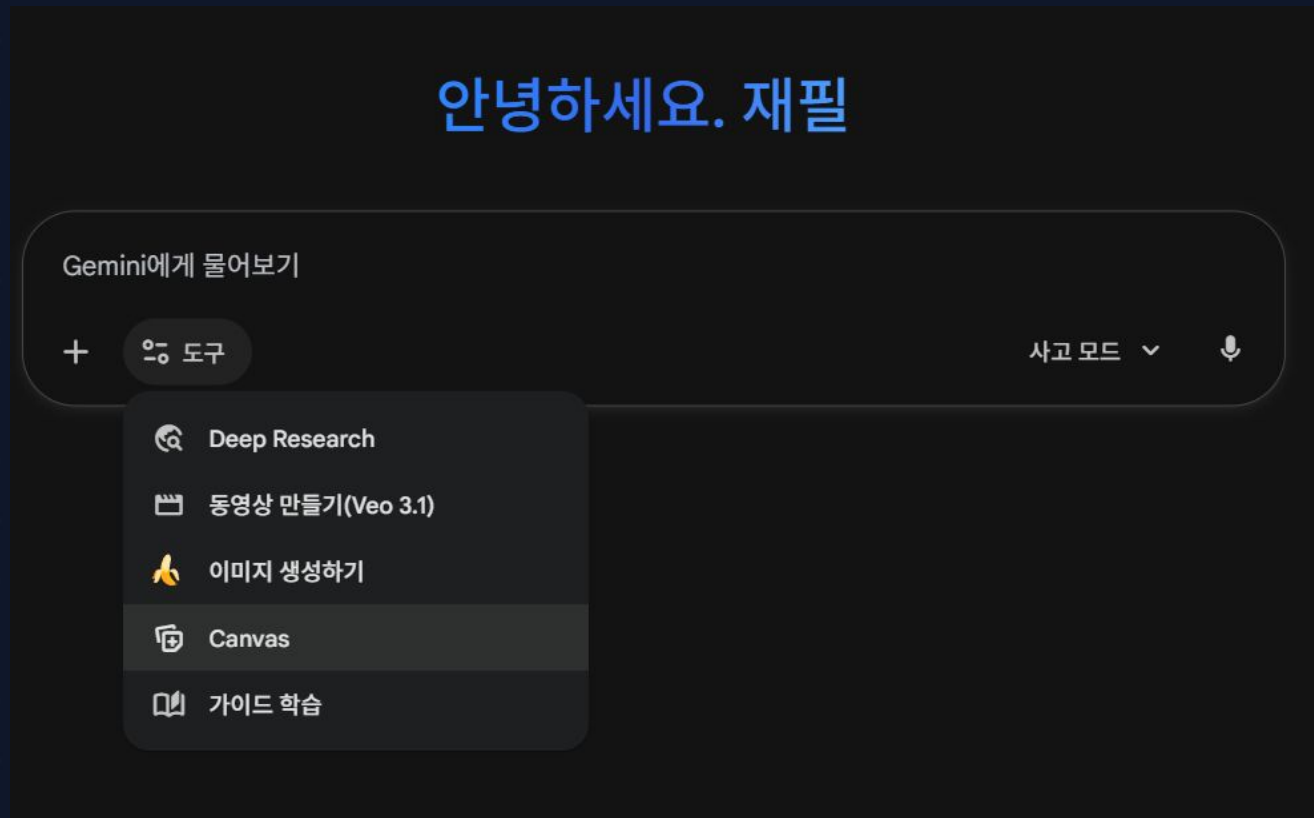 안녕하세요. 재필
Gemini에게 물어보기
도구
사고 모드
Deep Research
동영상 만들기(Veo 3.1)
이미지 생성하기
Canvas
가이드 학습